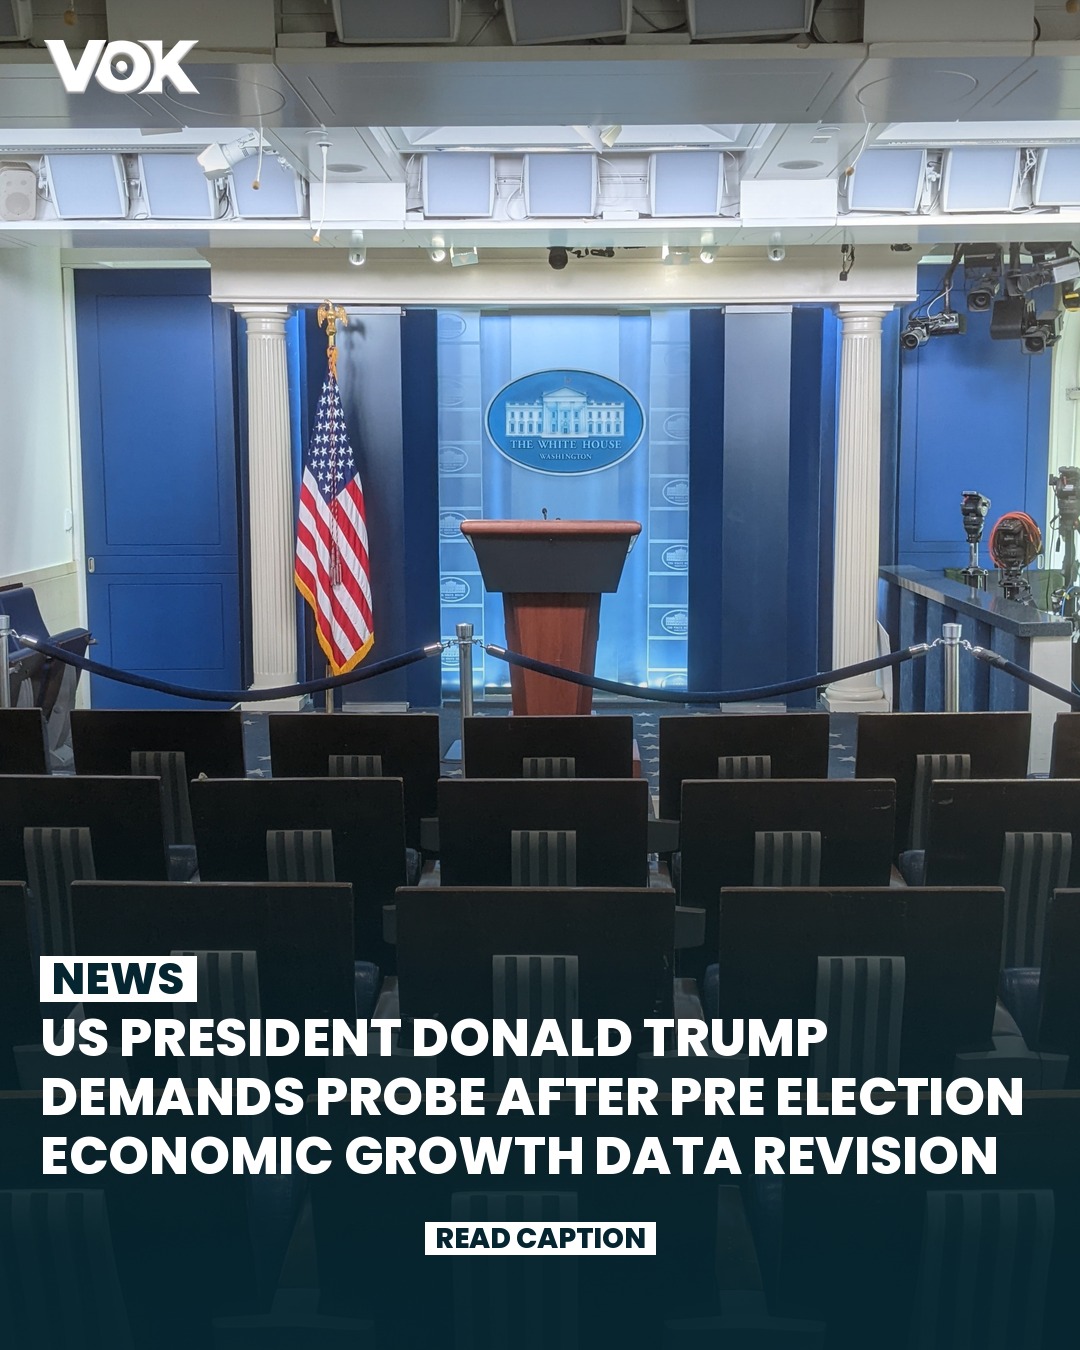 VOK
THE WHITE HOUSE
WASHINGTON
NEWS
US PRESIDENT DONALD TRUMP
DEMANDS PROBE AFTER PRE ELECTION
ECONOMIC GROWTH DATA REVISION
READ CAPTION